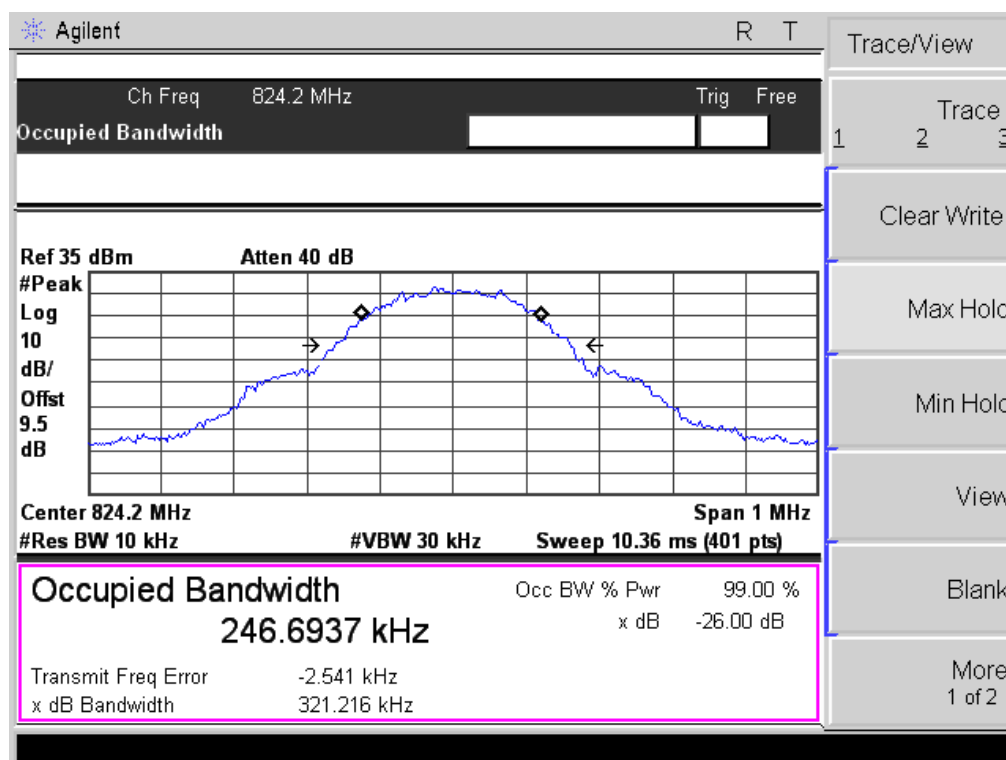 Agilent R T
Ch Freq 824.2 MHz Trig Free
Occupied Bandwidth
Ref 35 dBm Atten 40 dB
#Peak
Log
10
dB/
Offst
9.5
dB
Center 824.2 MHz Span 1 MHz
#Res BW 10 kHz #VBW 30 kHz Sweep 10.36 ms (401 pts)
Occupied Bandwidth Occ BW % Pwr 99.00 %
246.6937 kHz x dB -26.00 dB
Transmit Freq Error -2.541 kHz
x dB Bandwidth 321.216 kHz
Trace/View
Trace
1 2 3
Clear Write
Max Hold
Min Hold
View
Blank
More
1 of 2